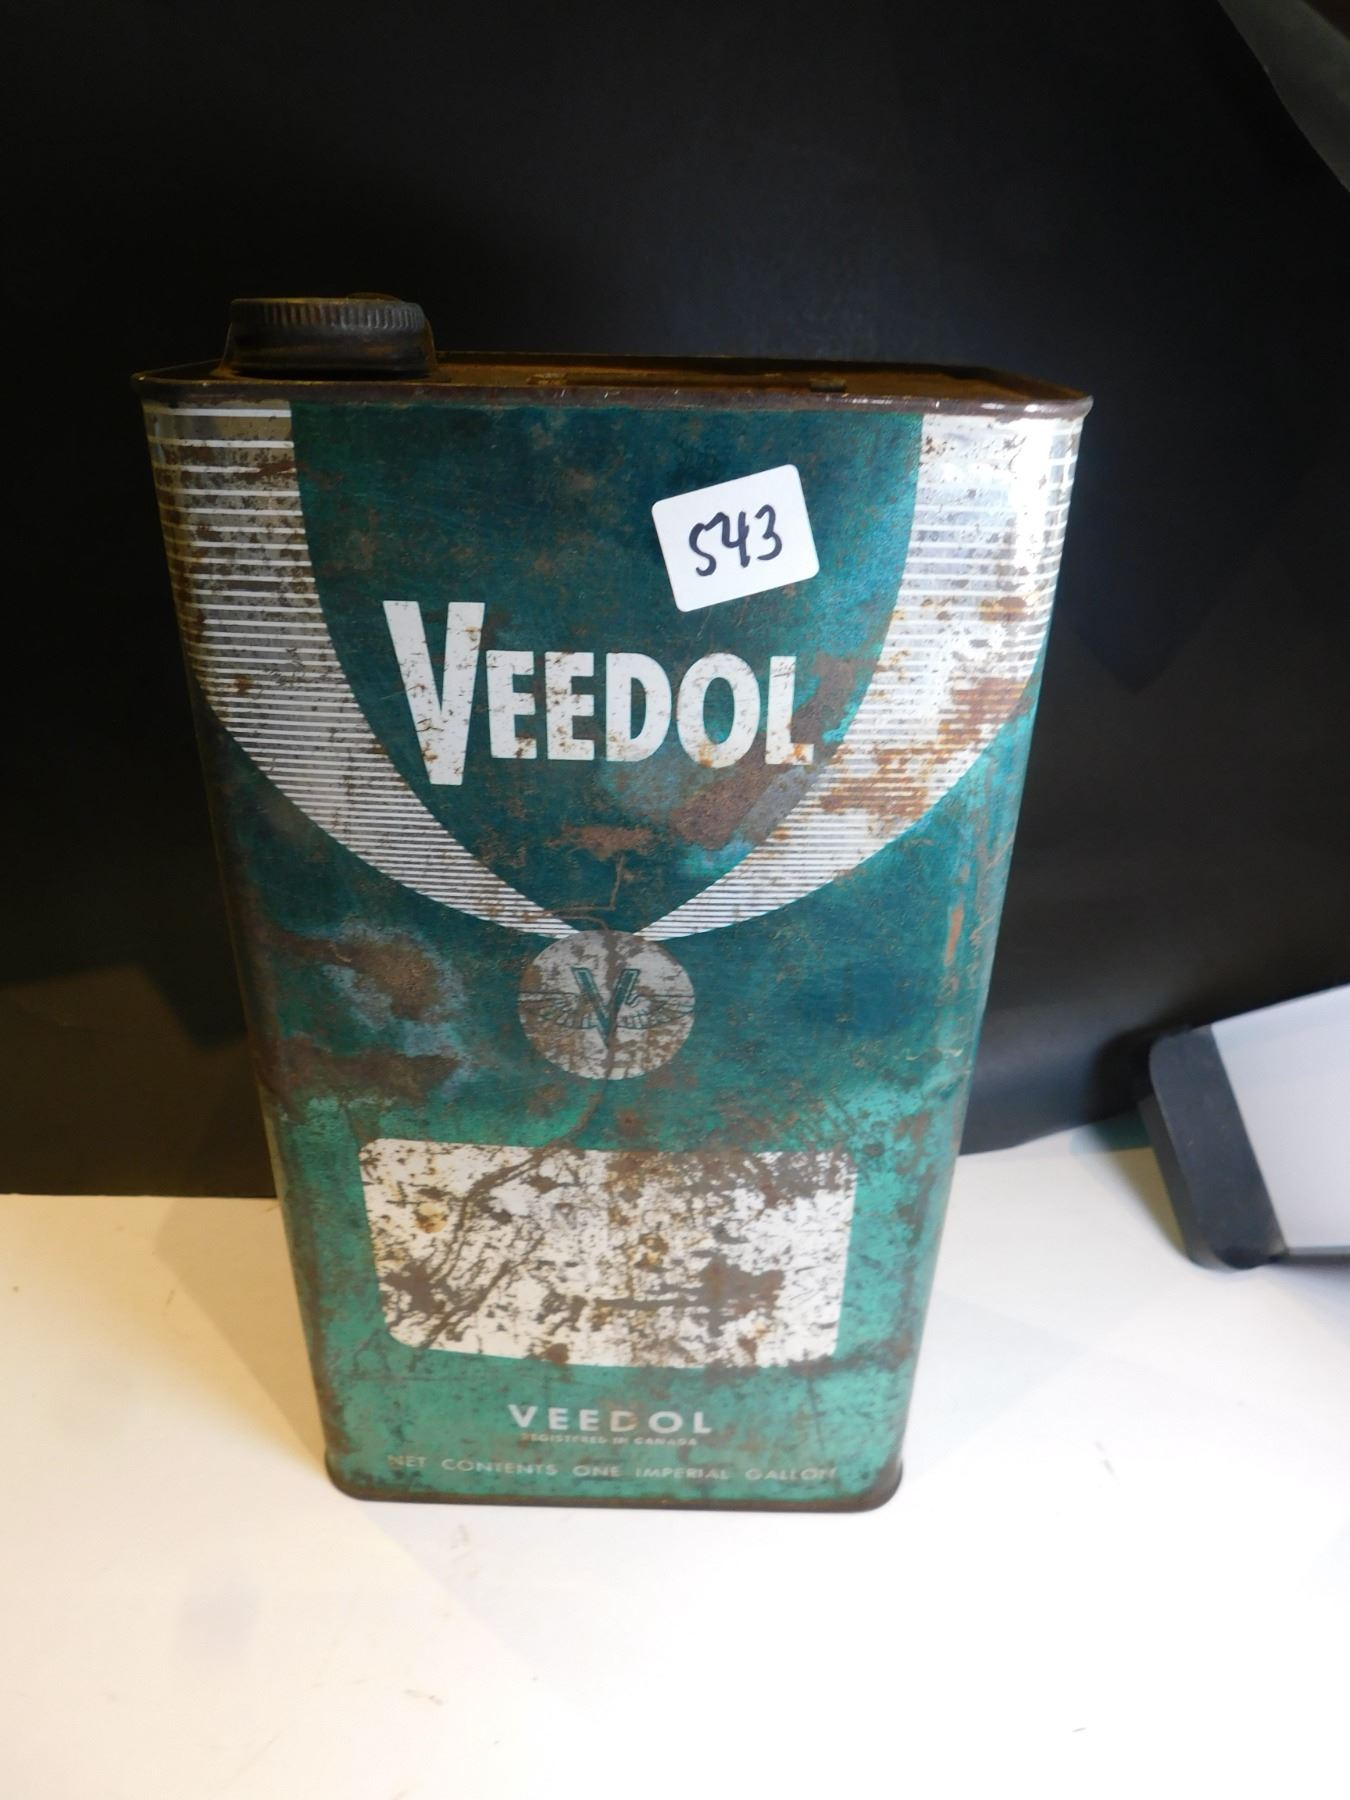 543
VEEDOL
V
VEEDOL
REGISTERED IN CANADA
NET CONTENTS ONE IMPERIAL GALLON